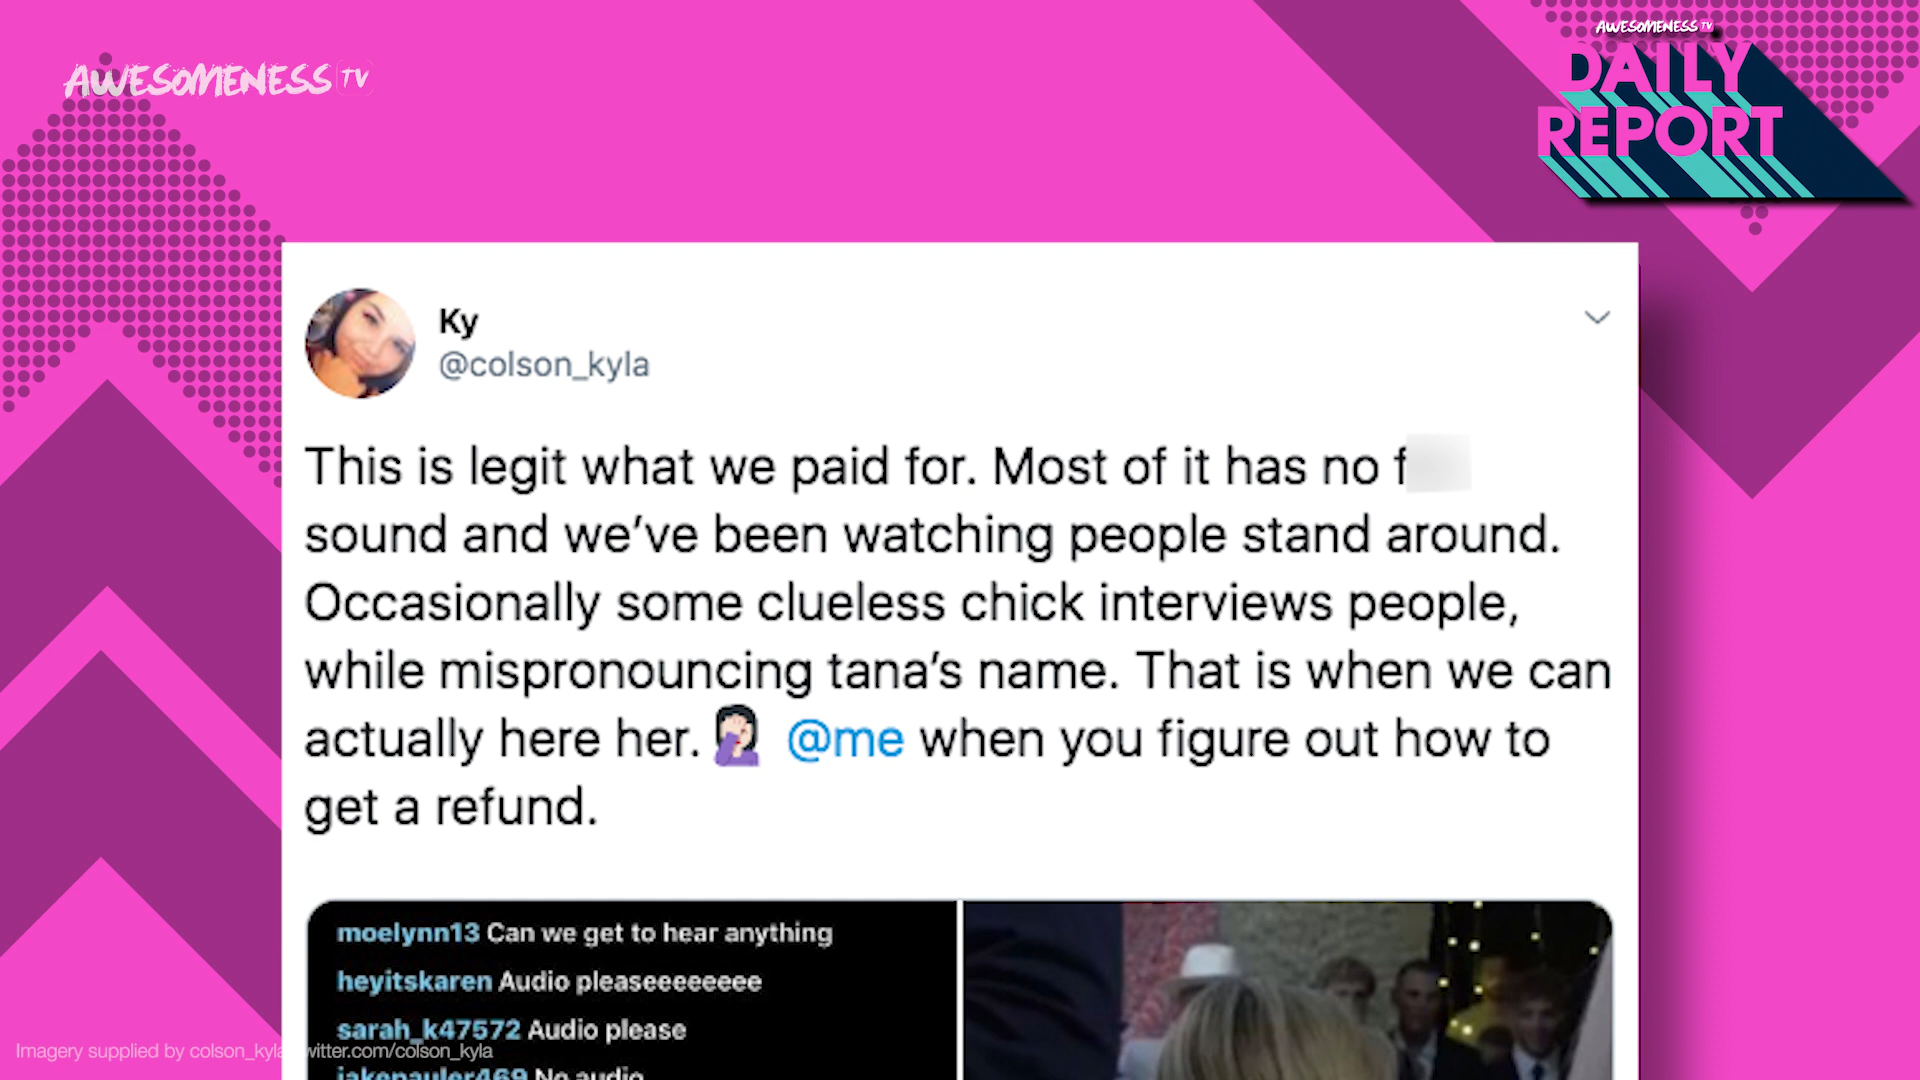 AWESOMENESS TV
AWESOMENESS TV
DAILY
REPORT
Ky
@colson_kyla
This is legit what we paid for. Most of it has no f
sound and we’ve been watching people stand around.
Occasionally some clueless chick interviews people,
while mispronouncing tana’s name. That is when we can
actually here her. @me when you figure out how to
get a refund.
moelynn13 Can we get to hear anything
heyitskaren Audio pleaseeeeeeee
sarah_k47572 Audio please
jakepauler469 No audio
Imagery supplied by colson_kyla twitter.com/colson_kyla